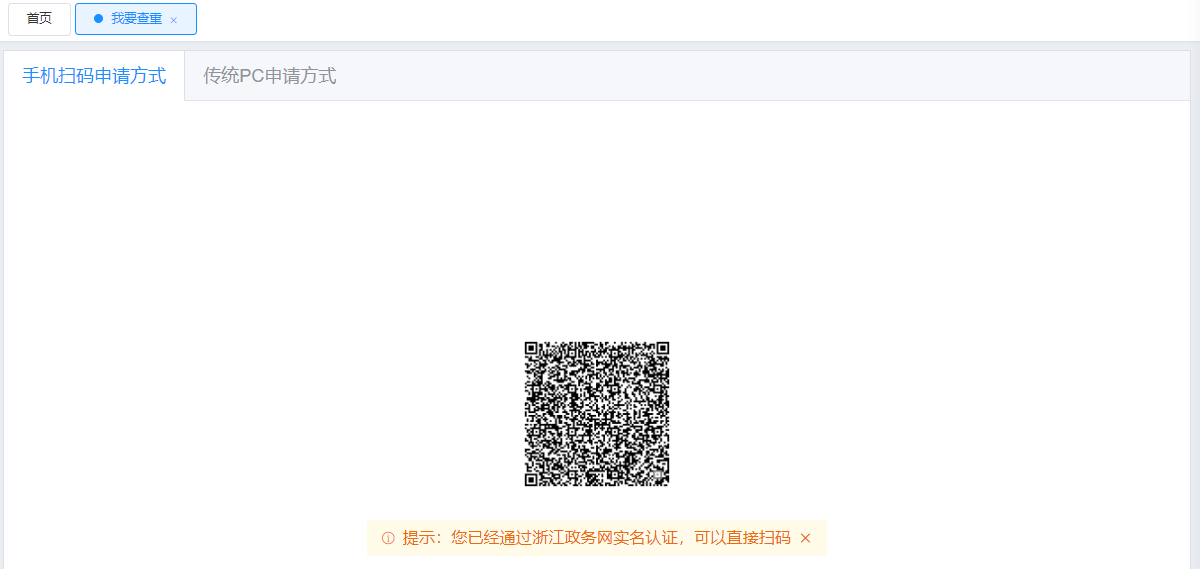 首页
我要查重
手机扫码申请方式
传统PC申请方式
提示：您已经通过浙江政务网实名认证，可以直接扫码